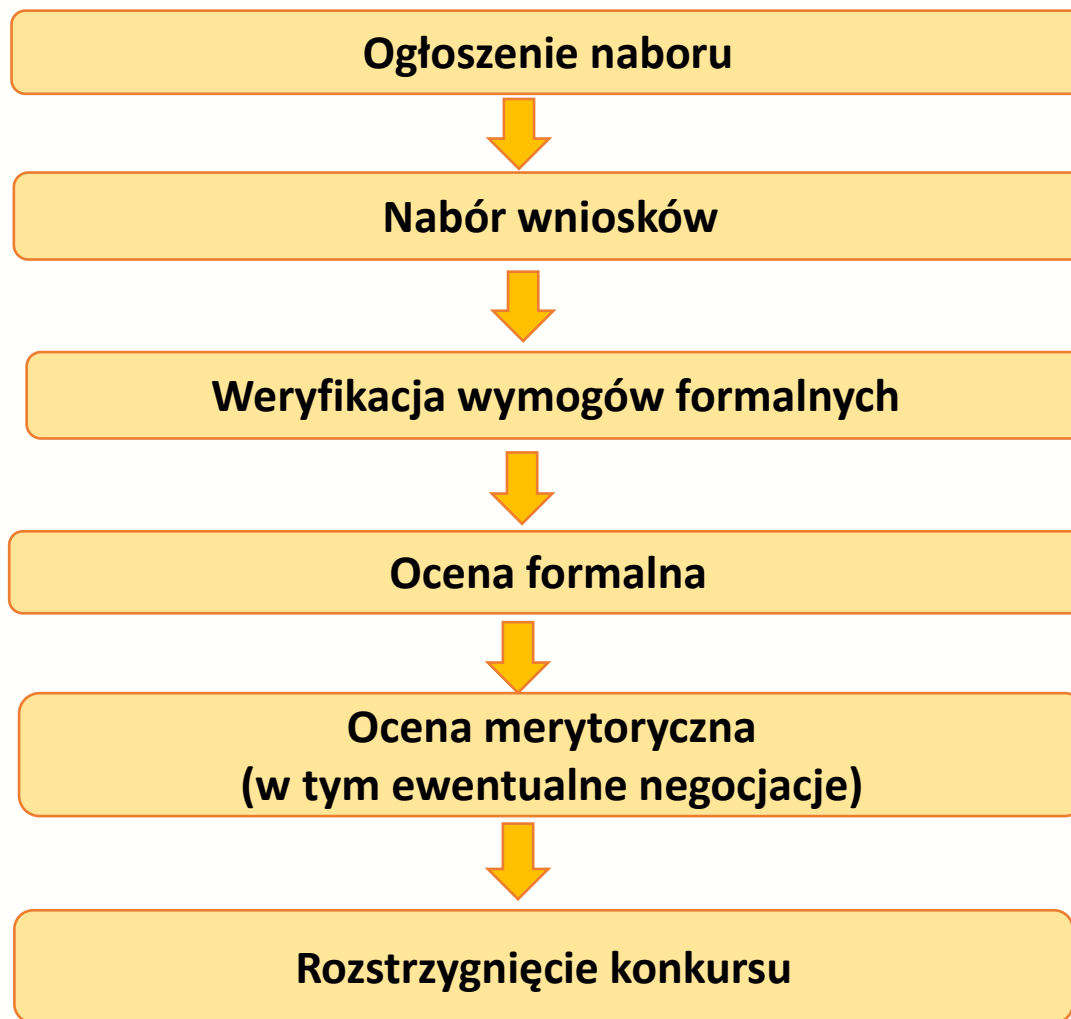 Ogłoszenie naboru
Nabór wniosków
Weryfikacja wymogów formalnych
Ocena formalna
Ocena merytoryczna
(w tym ewentualne negocjacje)
Rozstrzygnięcie konkursu